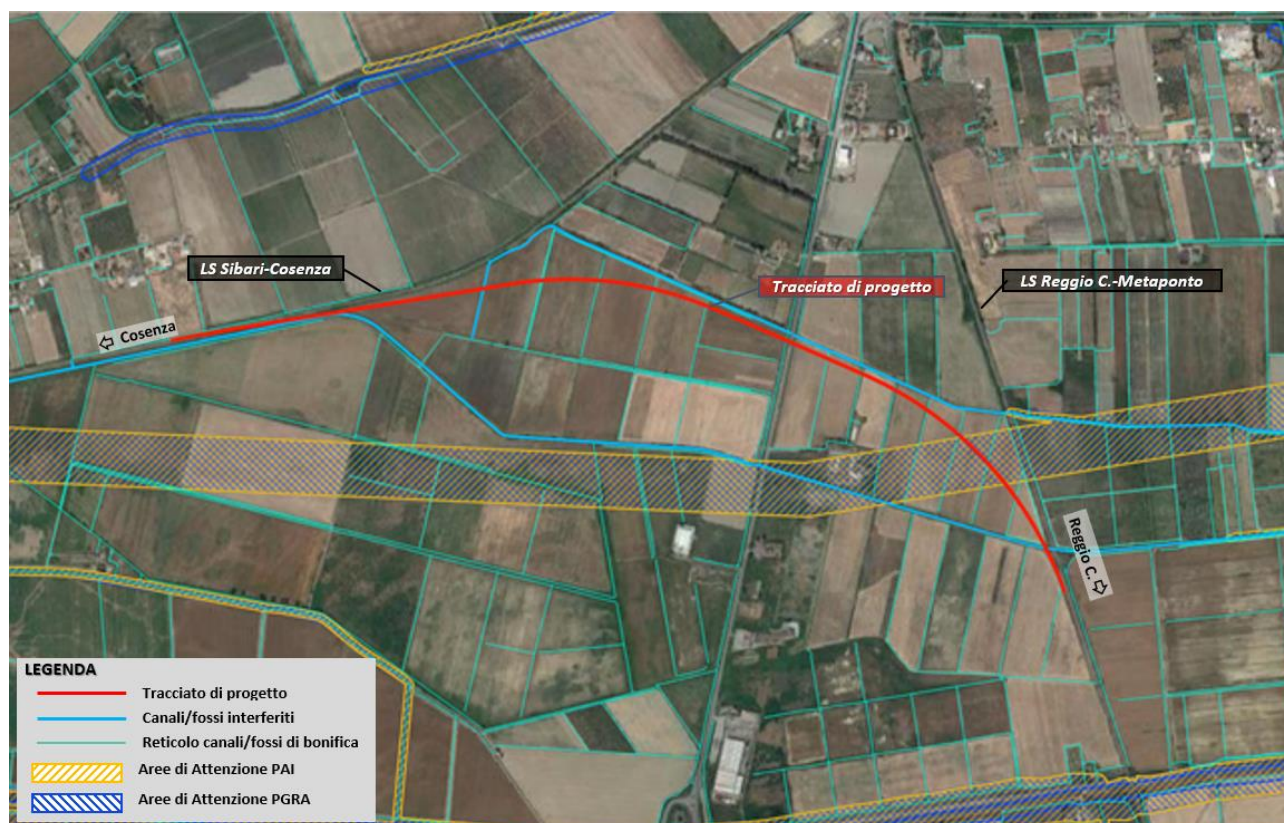 LS Sibari-Cosenza
Tracciato di progetto
LS Reggio C.-Metaponto
Cosenza
Reggio C.
LEGENDA
Tracciato di progetto
Canali/fossi interferiti
Reticolo canali/fossi di bonifica
Aree di Attenzione PAI
Aree di Attenzione PGRA